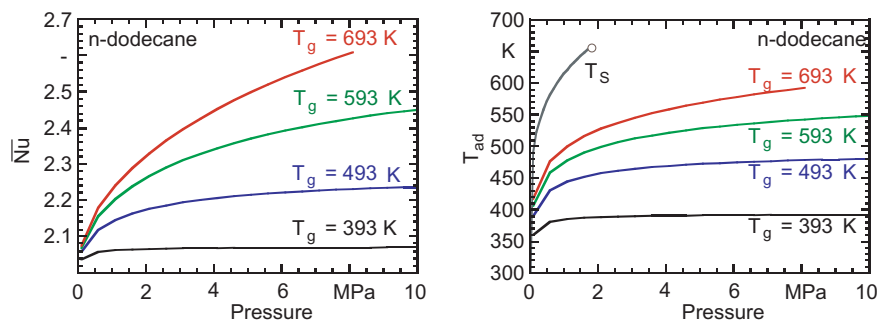 2.7
n-dodecane
T_g = 693 K
-
T_g = 593 K
2.5
2.4
N̅u̅
2.3
T_g = 493 K
2.2
2.1
T_g = 393 K
0 2 4 6 MPa 10
Pressure
700
n-dodecane
K
650
T_S
T_g = 693 K
600
550
T_g = 593 K
500
T_ad
450
T_g = 493 K
400
350
T_g = 393 K
300
0 2 4 6 MPa 10
Pressure